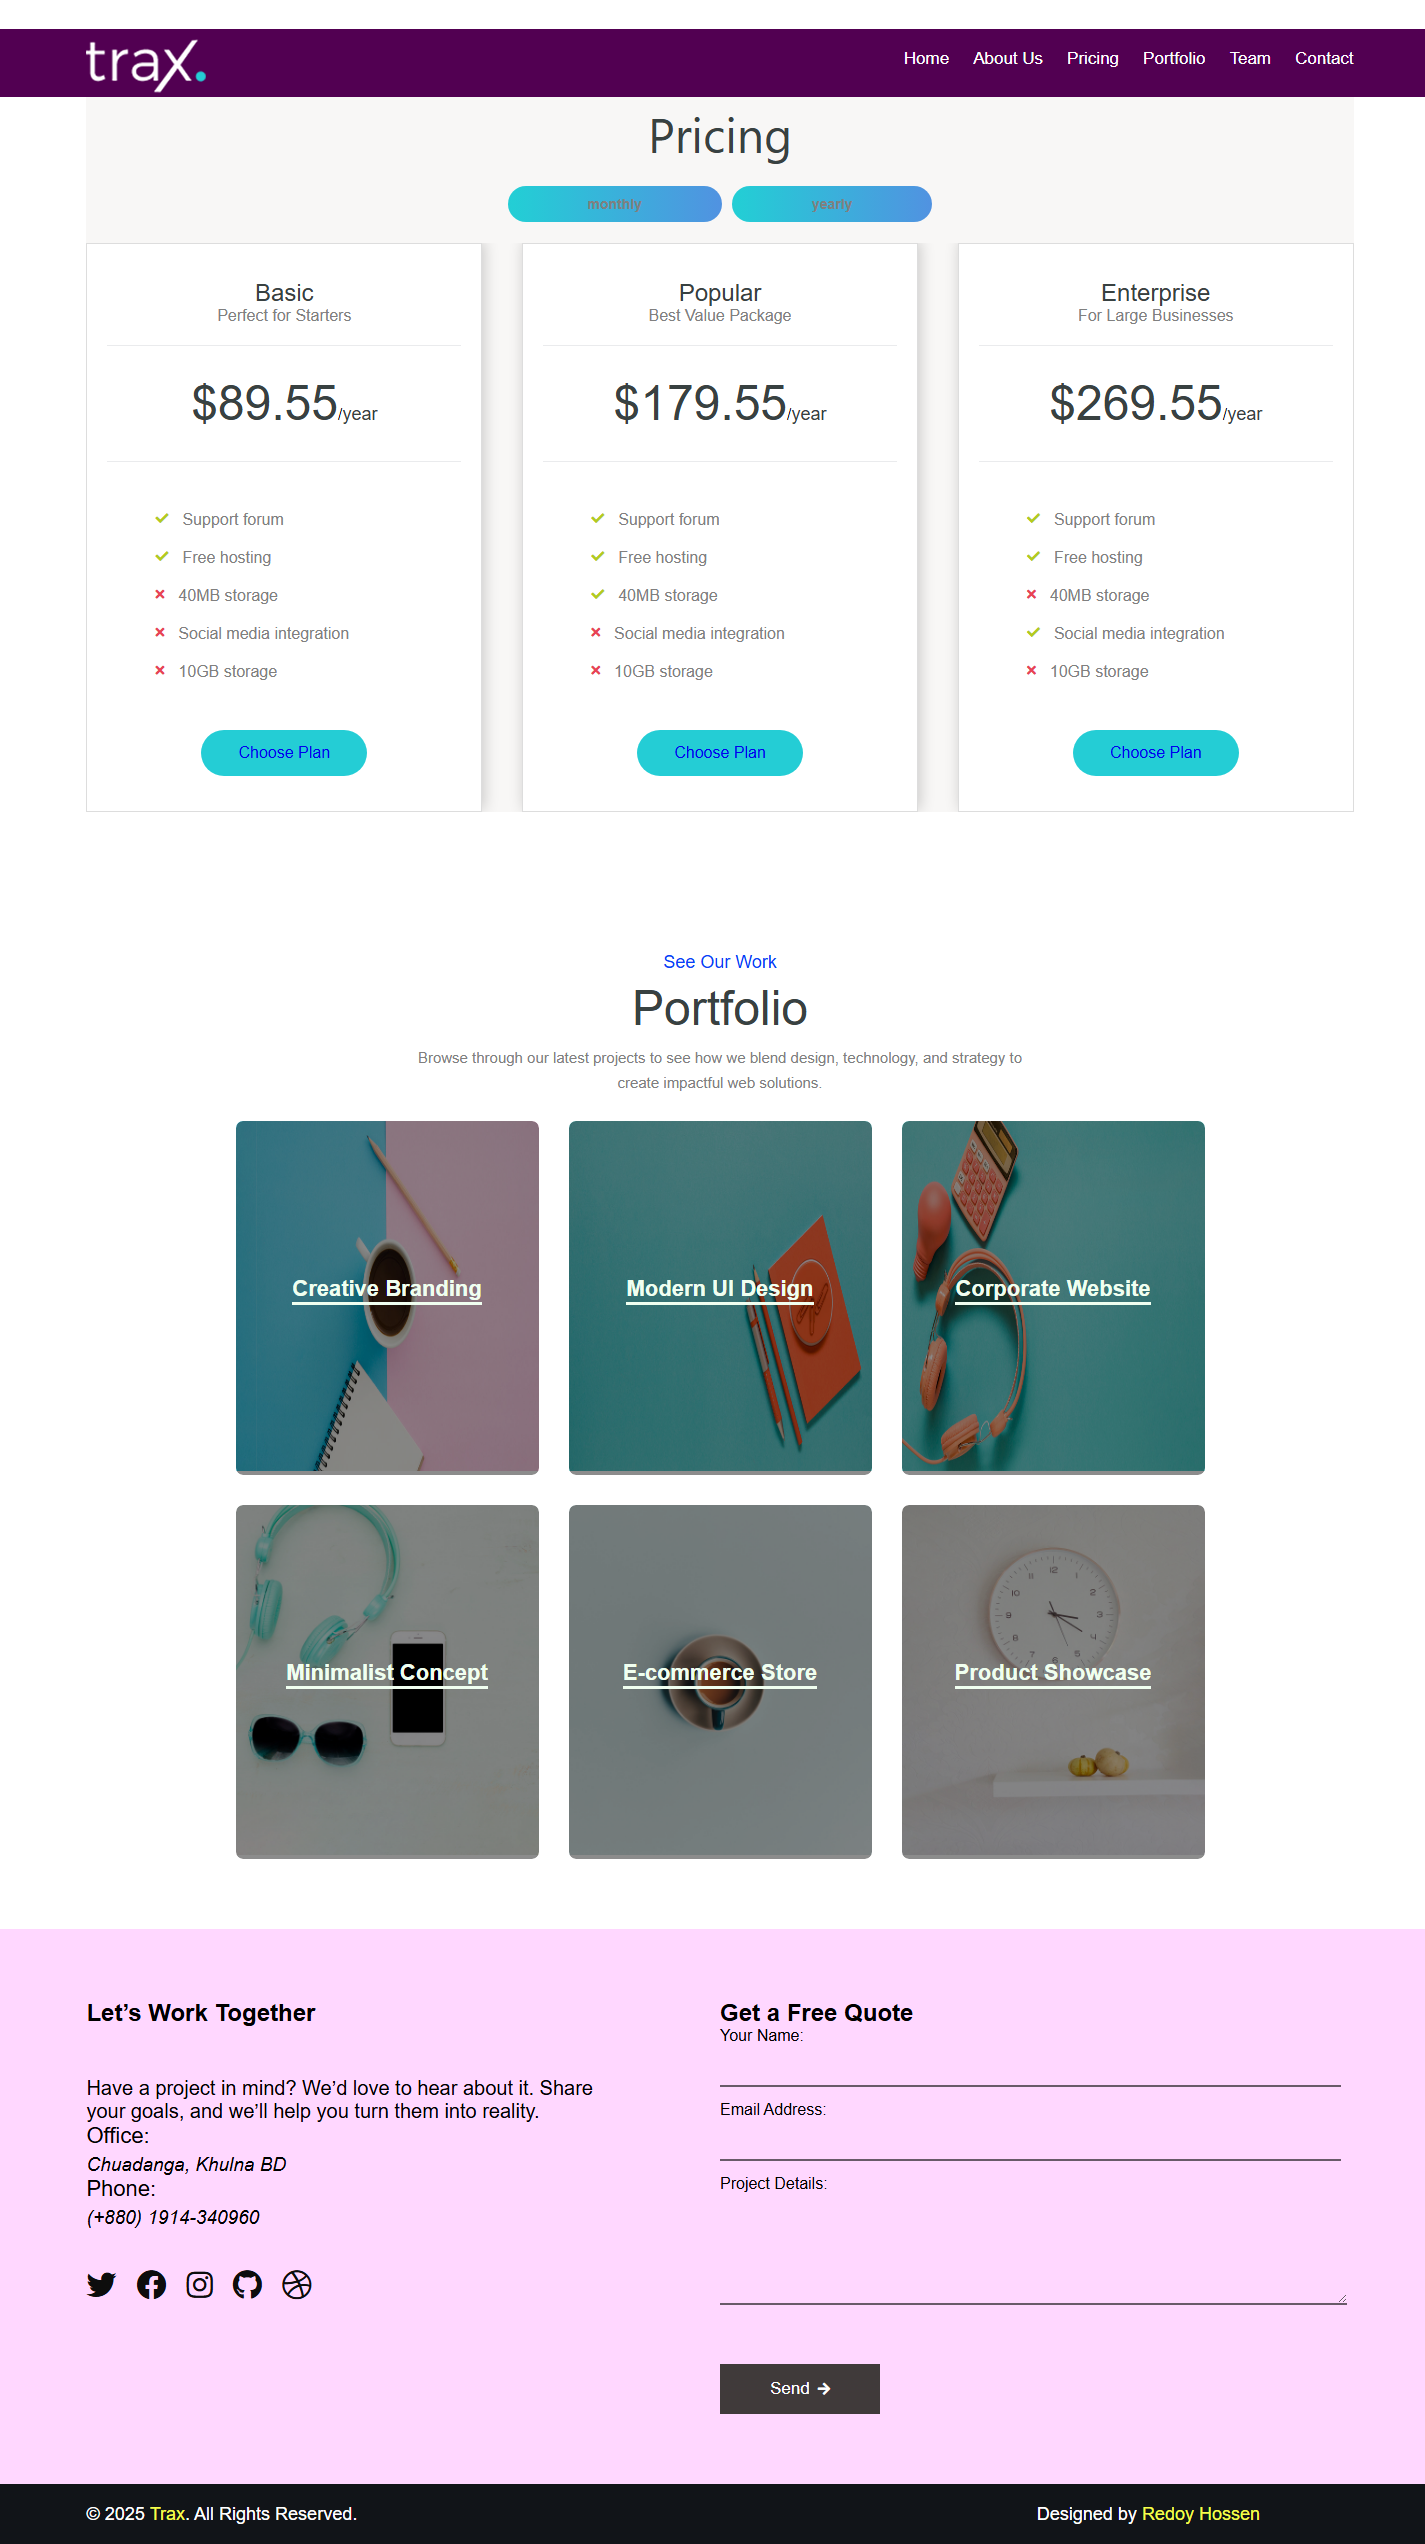 trax.
Home About Us Pricing Portfolio Team Contact
Pricing
monthly yearly
Basic
Perfect for Starters
$89.55/year
Support forum
Free hosting
40MB storage
Social media integration
10GB storage
Choose Plan
Popular
Best Value Package
$179.55/year
Support forum
Free hosting
40MB storage
Social media integration
10GB storage
Choose Plan
Enterprise
For Large Businesses
$269.55/year
Support forum
Free hosting
40MB storage
Social media integration
10GB storage
Choose Plan
See Our Work
Portfolio
Browse through our latest projects to see how we blend design, technology, and strategy to
create impactful web solutions.
Creative Branding
Modern UI Design
Corporate Website
Minimalist Concept
E-commerce Store
Product Showcase
Let’s Work Together
Have a project in mind? We’d love to hear about it. Share
your goals, and we’ll help you turn them into reality.
Office:
Chuadanga, Khulna BD
Phone:
(+880) 1914-340960
Get a Free Quote
Your Name:
Email Address:
Project Details:
Send
© 2025 Trax. All Rights Reserved.
Designed by Redoy Hossen